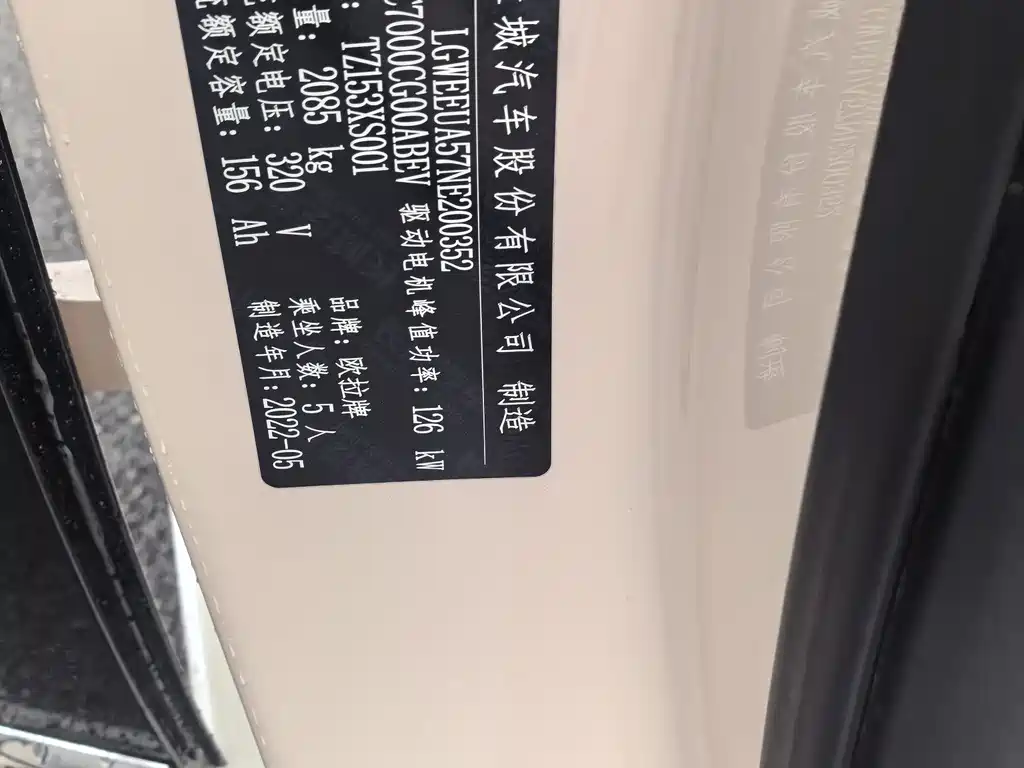 城汽车股份有限公司 制造
LGWEEUA57NE200352
C7000CG00ABEV 驱动电机峰值功率: 126 kW
: TZ153XS001 品牌: 欧拉牌
量: 2085 kg 乘坐人数: 5 人
额定电压: 320 V 制造年月: 2022-05
额定容量: 156 Ah